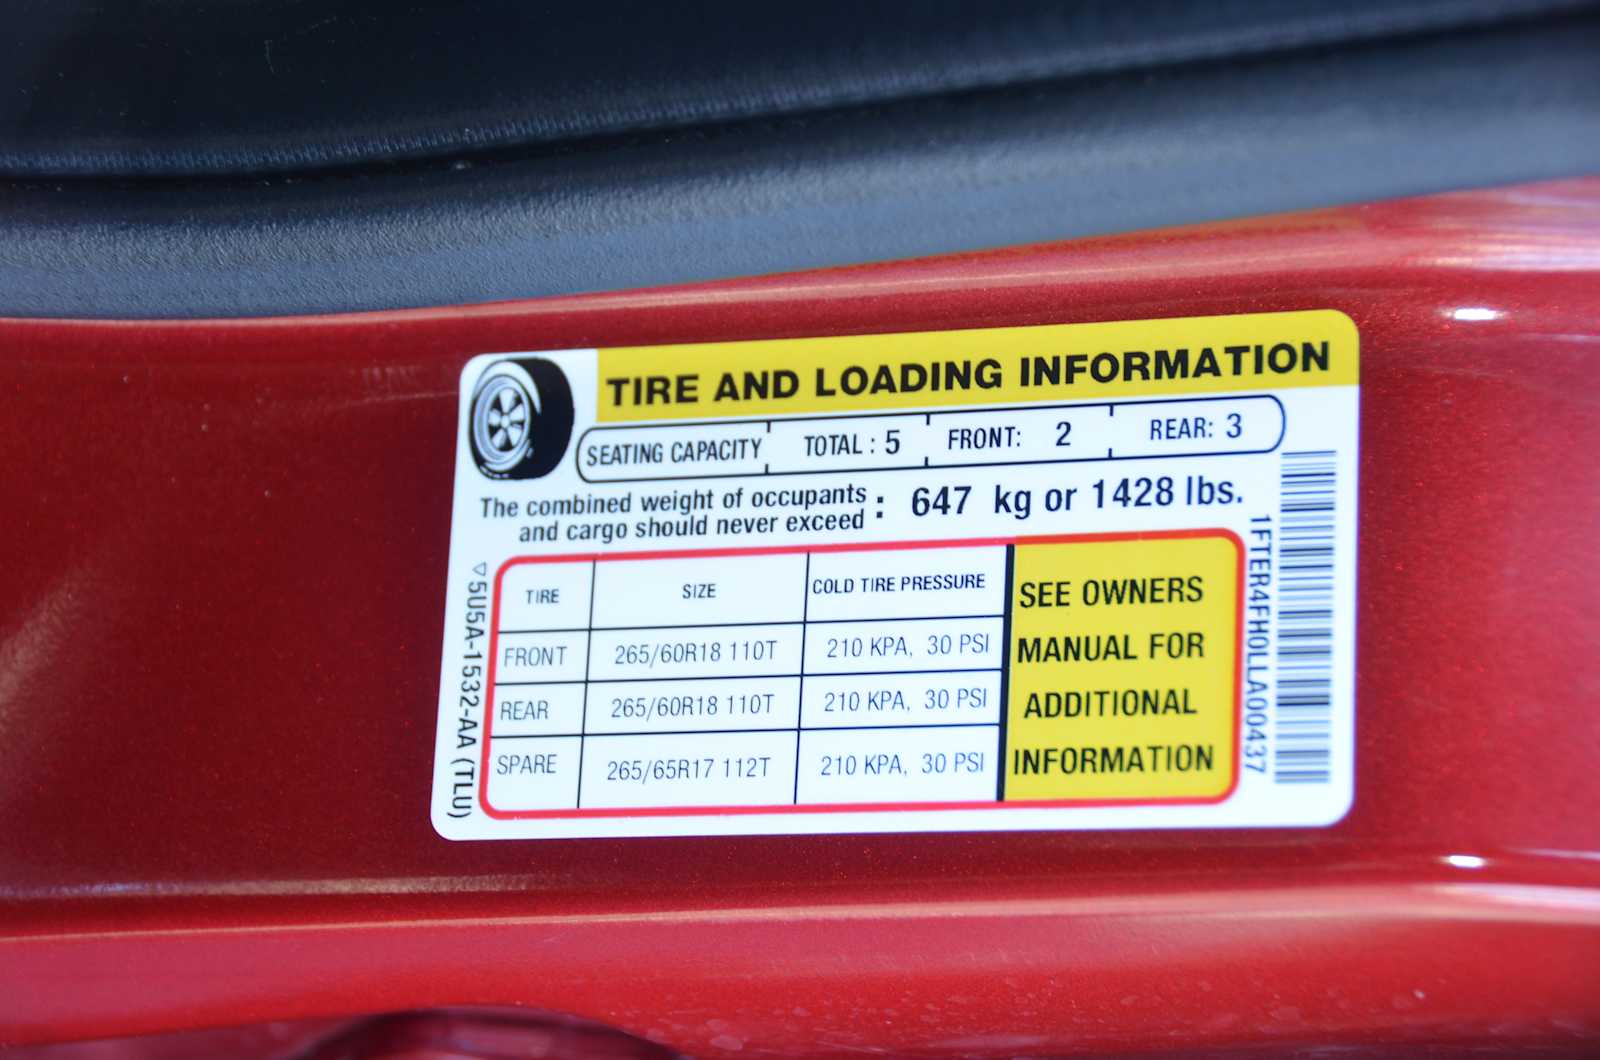 TIRE AND LOADING INFORMATION
SEATING CAPACITY TOTAL : 5 FRONT: 2 REAR: 3
The combined weight of occupants
and cargo should never exceed : 647 kg or 1428 lbs.
TIRE SIZE COLD TIRE PRESSURE
FRONT 265/60R18 110T 210 KPA, 30 PSI
REAR 265/60R18 110T 210 KPA, 30 PSI
SPARE 265/65R17 112T 210 KPA, 30 PSI
SEE OWNERS
MANUAL FOR
ADDITIONAL
INFORMATION
5U5A-1532-AA (TLU)
1FTER4FH0LLA00437